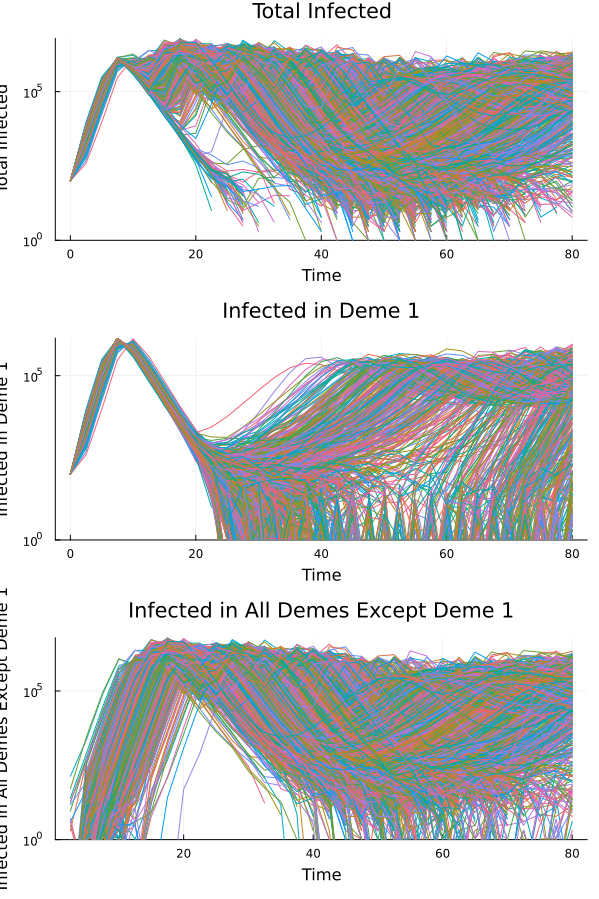 Total Infected
Total Infected
10^5
10^0
0 20 40 60 80
Time
Infected in Deme 1
Infected in Deme 1
10^5
10^0
0 20 40 60 80
Time
Infected in All Demes Except Deme 1
Infected in All Demes Except Deme 1
10^5
10^0
20 40 60 80
Time